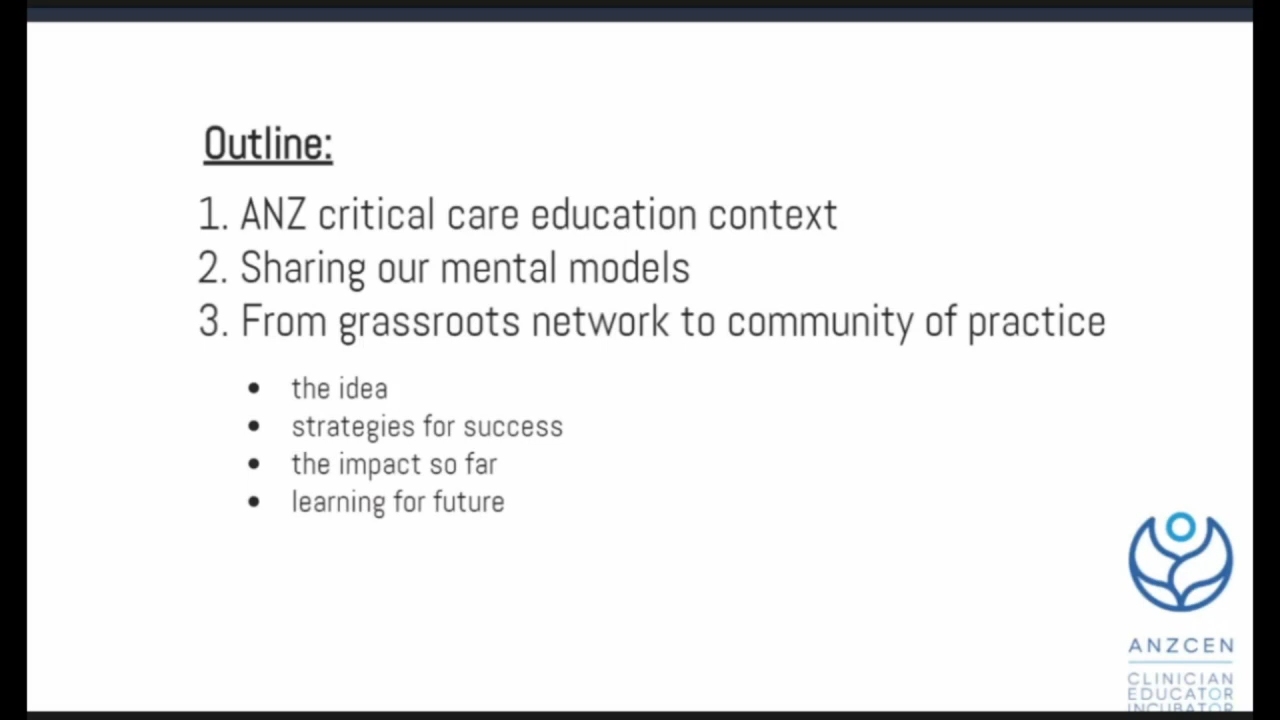 Outline:
1. ANZ critical care education context
2. Sharing our mental models
3. From grassroots network to community of practice
• the idea
• strategies for success
• the impact so far
• learning for future
ANZCEN
CLINICIAN
EDUCATOR
INCUBATOR